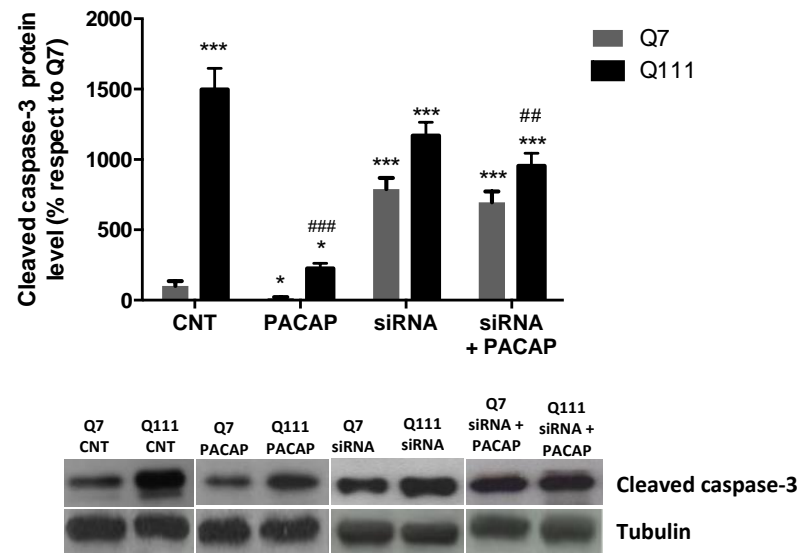 Cleaved caspase-3 protein
level (% respect to Q7)
2000
1500
1000
500
0
***
*
###
*
***
***
***
##
***
Q7
Q111
CNT
PACAP
siRNA
siRNA
+ PACAP
Q7
CNT
Q111
CNT
Q7
PACAP
Q111
PACAP
Q7
siRNA
Q111
siRNA
Q7
siRNA +
PACAP
Q111
siRNA +
PACAP
Cleaved caspase-3
Tubulin